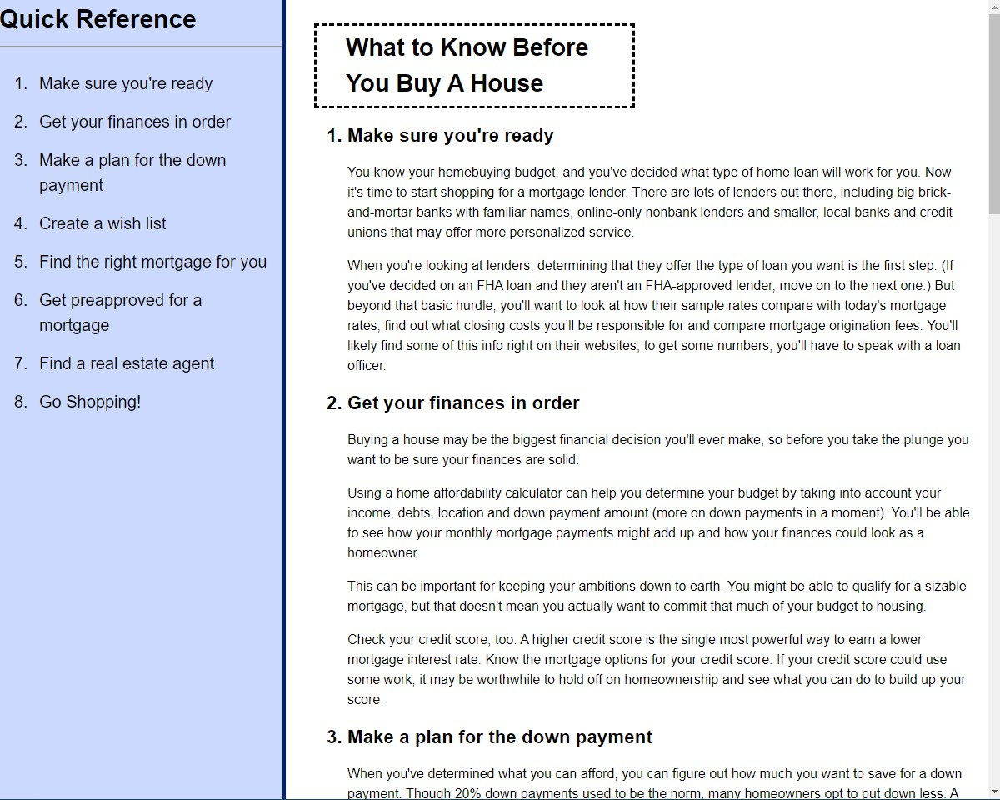 Quick Reference
1. Make sure you're ready
2. Get your finances in order
3. Make a plan for the down
payment
4. Create a wish list
5. Find the right mortgage for you
6. Get preapproved for a
mortgage
7. Find a real estate agent
8. Go Shopping!
What to Know Before
You Buy A House
1. Make sure you're ready
You know your homebuying budget, and you've decided what type of home loan will work for you. Now
it's time to start shopping for a mortgage lender. There are lots of lenders out there, including big brick-
and-mortar banks with familiar names, online-only nonbank lenders and smaller, local banks and credit
unions that may offer more personalized service.
When you're looking at lenders, determining that they offer the type of loan you want is the first step. (If
you've decided on an FHA loan and they aren't an FHA-approved lender, move on to the next one.) But
beyond that basic hurdle, you'll want to look at how their sample rates compare with today's mortgage
rates, find out what closing costs you’ll be responsible for and compare mortgage origination fees. You'll
likely find some of this info right on their websites; to get some numbers, you'll have to speak with a loan
officer.
2. Get your finances in order
Buying a house may be the biggest financial decision you'll ever make, so before you take the plunge you
want to be sure your finances are solid.
Using a home affordability calculator can help you determine your budget by taking into account your
income, debts, location and down payment amount (more on down payments in a moment). You'll be able
to see how your monthly mortgage payments might add up and how your finances could look as a
homeowner.
This can be important for keeping your ambitions down to earth. You might be able to qualify for a sizable
mortgage, but that doesn't mean you actually want to commit that much of your budget to housing.
Check your credit score, too. A higher credit score is the single most powerful way to earn a lower
mortgage interest rate. Know the mortgage options for your credit score. If your credit score could use
some work, it may be worthwhile to hold off on homeownership and see what you can do to build up your
score.
3. Make a plan for the down payment
When you've determined what you can afford, you can figure out how much you want to save for a down
payment. Though 20% down payments used to be the norm, many homeowners opt to put down less. A